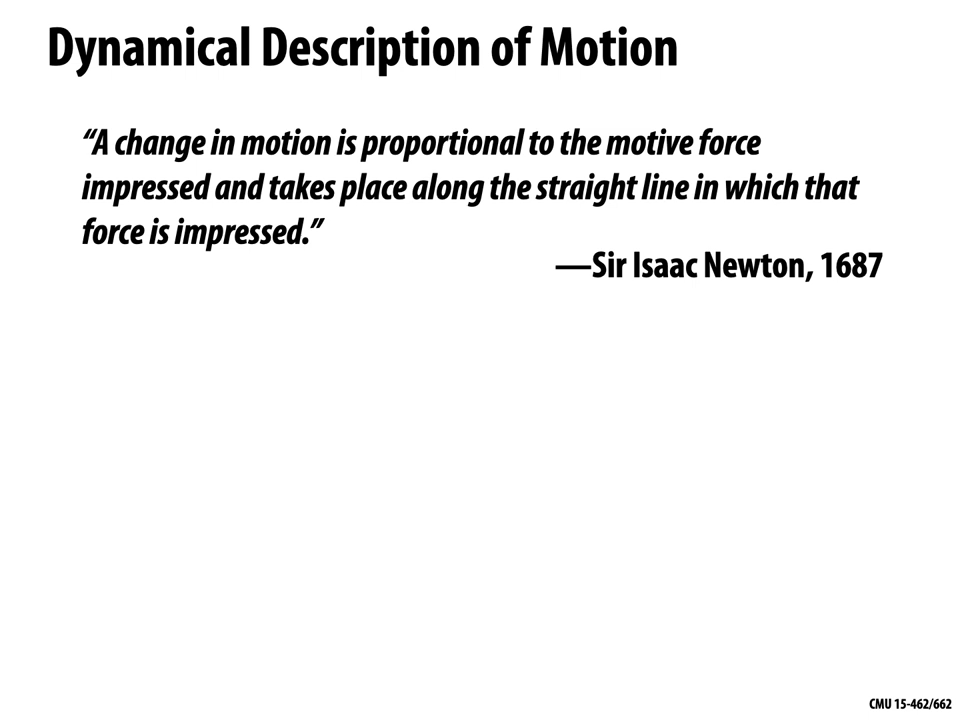 Dynamical Description of Motion
“A change in motion is proportional to the motive force
impressed and takes place along the straight line in which that
force is impressed.”
—Sir Isaac Newton, 1687
CMU 15-462/662